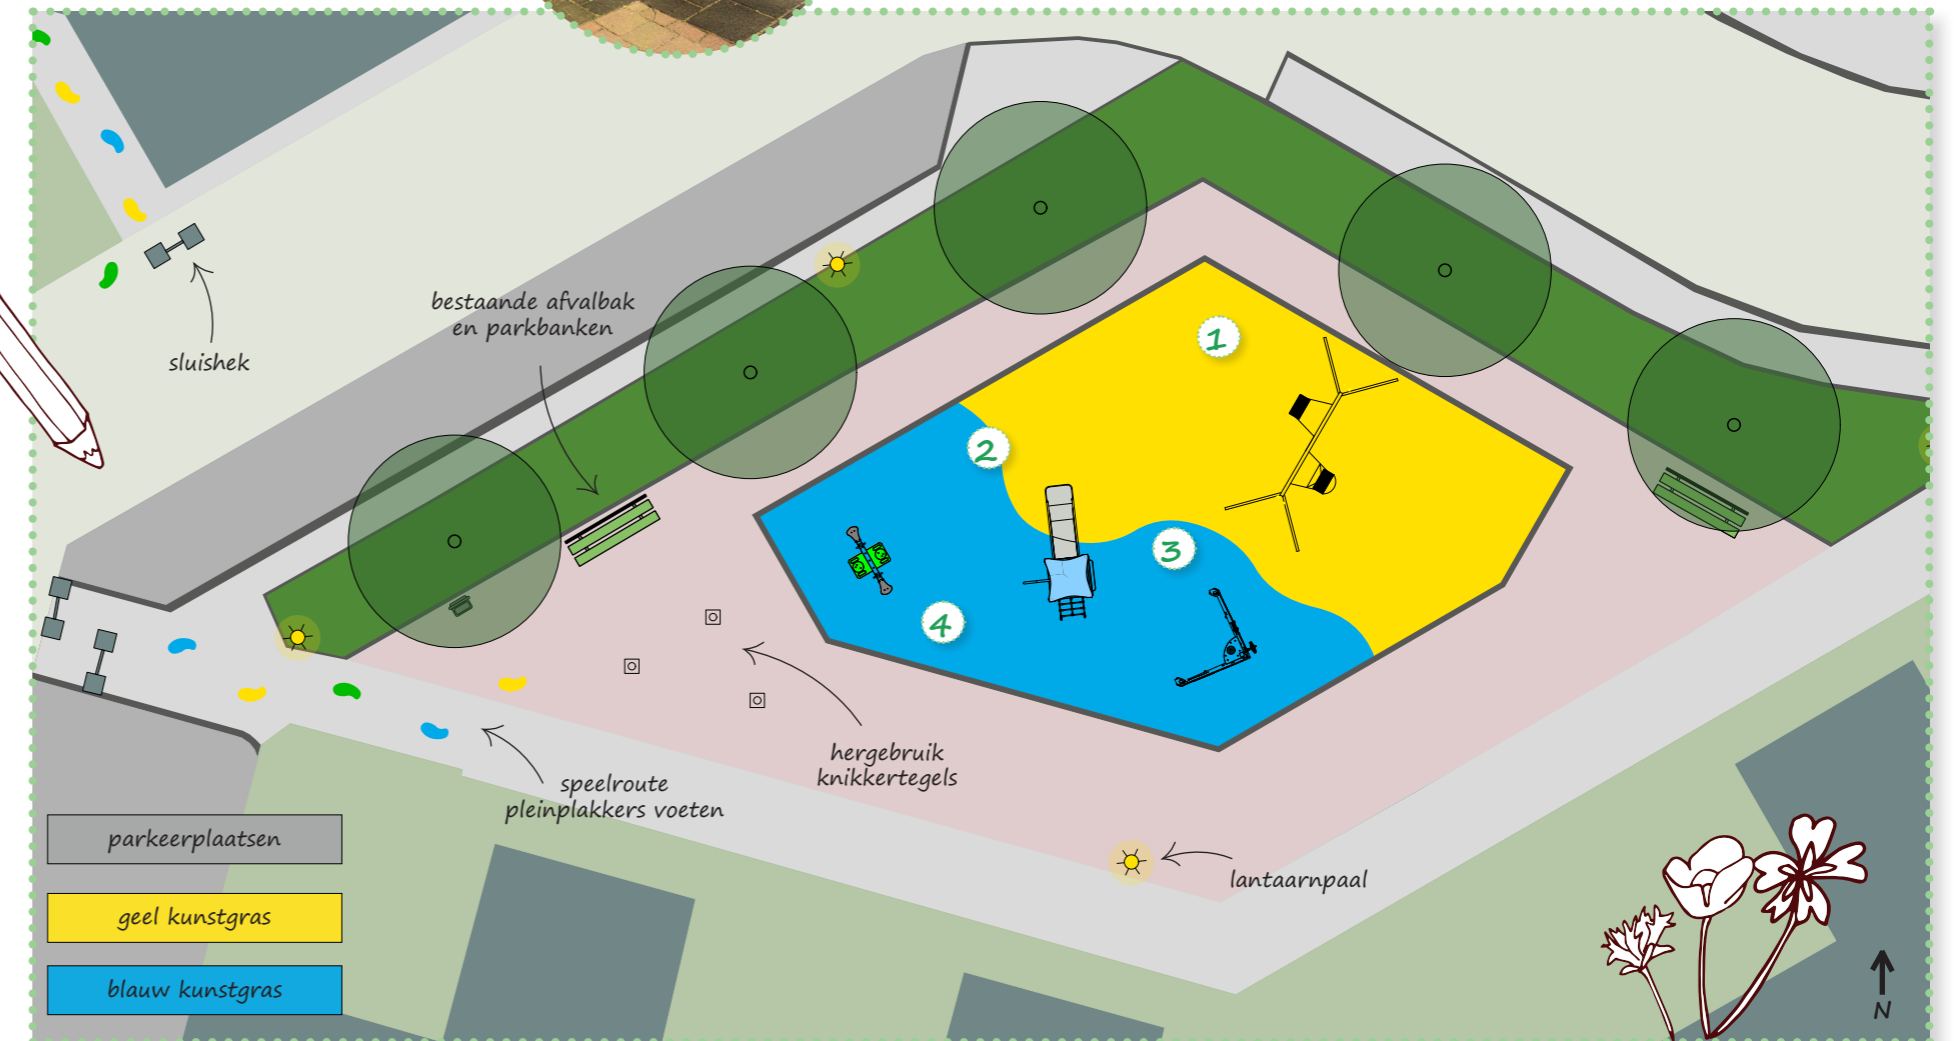 bestaande afvalbak
en parkbanken
sluishek
1
2
3
4
hergebruik
knikkertegels
speelroute
pleinplakkers voeten
lantaarnpaal
parkeerplaatsen
geel kunstgras
blauw kunstgras
N